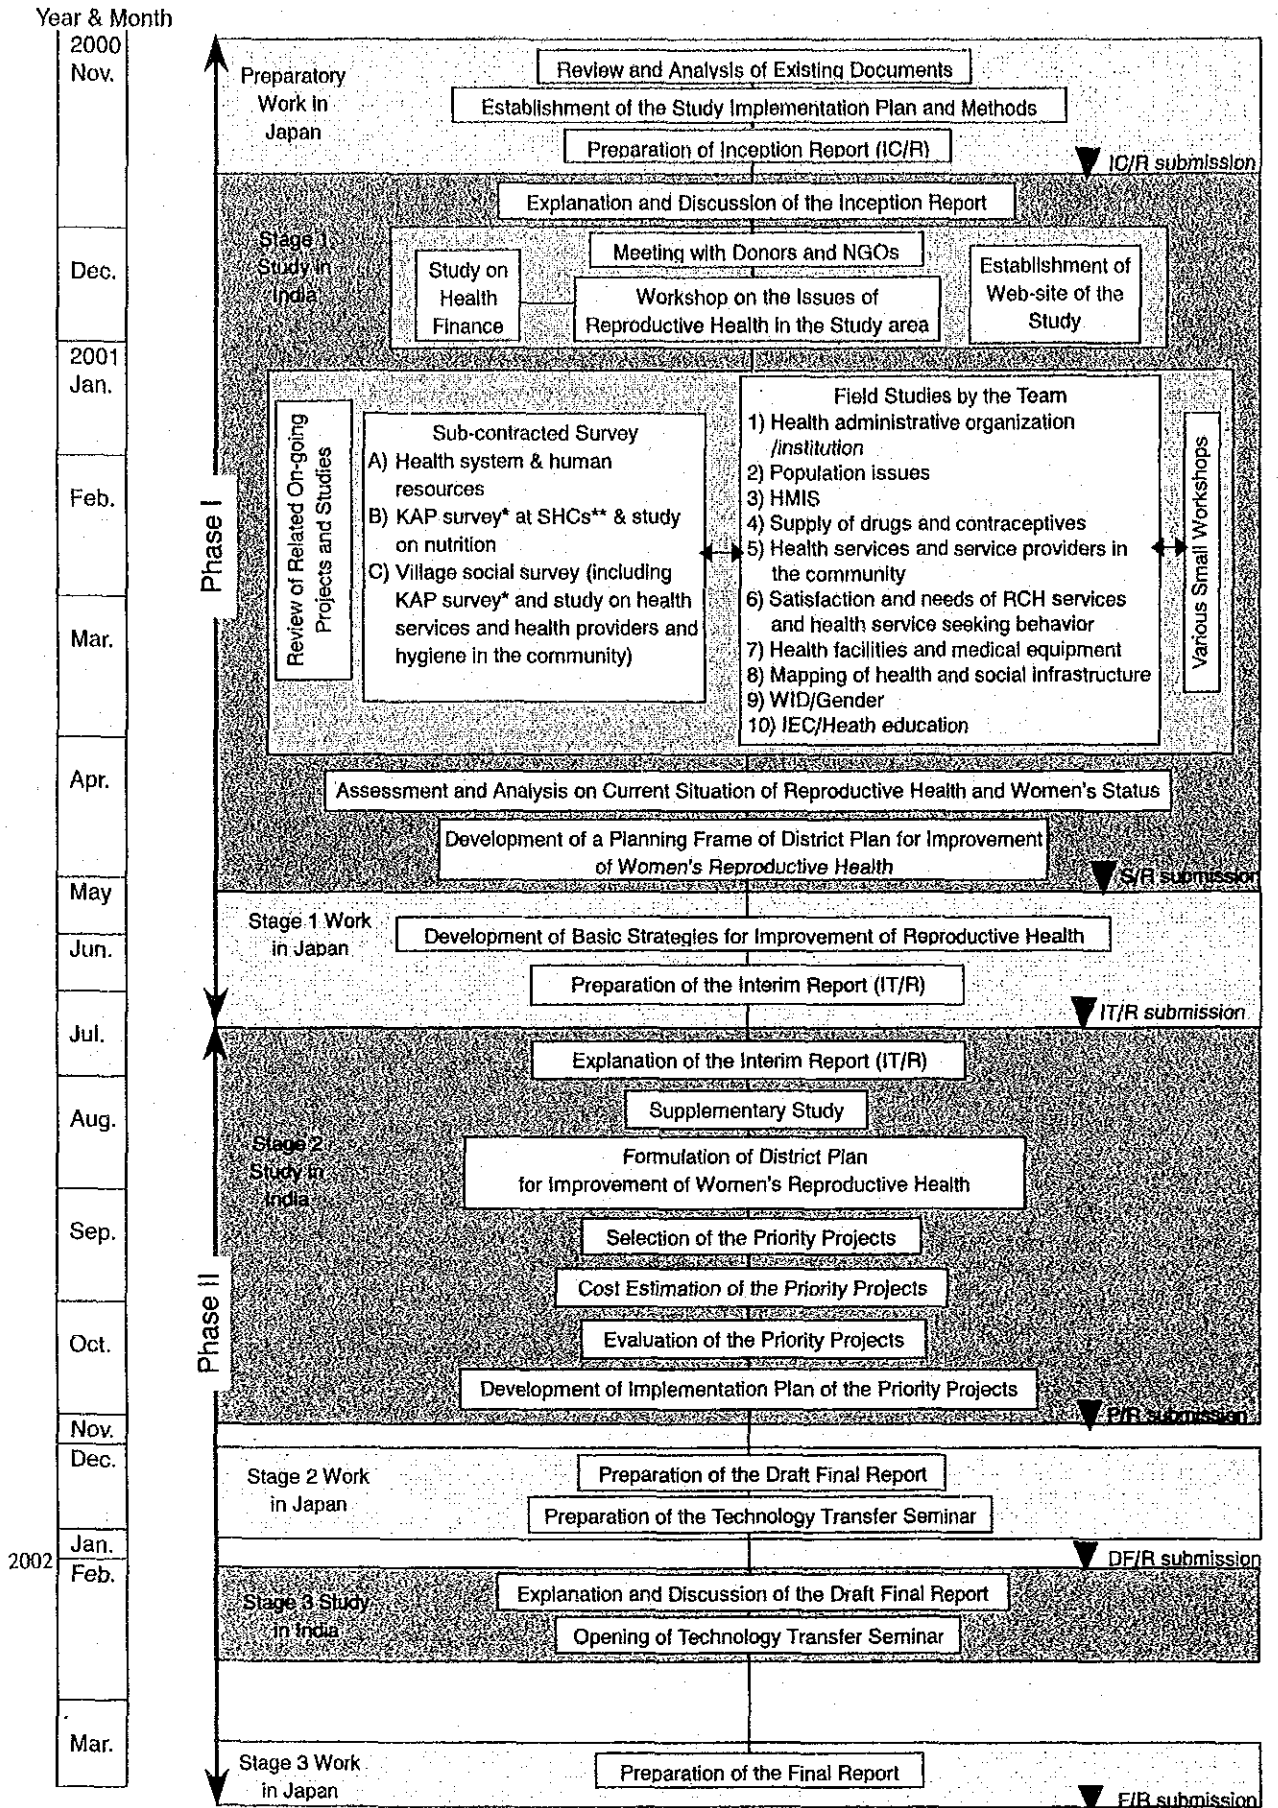 Year & Month
2000
Nov.
Dec.
2001
Jan.
Feb.
Mar.
Apr.
May
Jun.
Jul.
Aug.
Sep.
Oct.
Nov.
Dec.
Jan.
2002
Feb.
Mar.
Phase I
Phase II
Preparatory
Work in
Japan
Review and Analysis of Existing Documents
Establishment of the Study Implementation Plan and Methods
Preparation of Inception Report (IC/R)
IC/R submission
Stage 1
Study in
India
Explanation and Discussion of the Inception Report
Study on
Health
Finance
Meeting with Donors and NGOs
Workshop on the Issues of
Reproductive Health in the Study area
Establishment of
Web-site of the
Study
Review of Related On-going
Projects and Studies
Sub-contracted Survey
A) Health system & human
resources
B) KAP survey* at SHCs** & study
on nutrition
C) Village social survey (including
KAP survey* and study on health
services and health providers and
hygiene in the community)
Field Studies by the Team
1) Health administrative organization
/institution
2) Population issues
3) HMIS
4) Supply of drugs and contraceptives
5) Health services and service providers in
the community
6) Satisfaction and needs of RCH services
and health service seeking behavior
7) Health facilities and medical equipment
8) Mapping of health and social infrastructure
9) WID/Gender
10) IEC/Heath education
Various Small Workshops
Assessment and Analysis on Current Situation of Reproductive Health and Women's Status
Development of a Planning Frame of District Plan for Improvement
of Women's Reproductive Health
S/R submission
Stage 1 Work
in Japan
Development of Basic Strategies for Improvement of Reproductive Health
Preparation of the Interim Report (IT/R)
IT/R submission
Stage 2
Study in
India
Explanation of the Interim Report (IT/R)
Supplementary Study
Formulation of District Plan
for Improvement of Women's Reproductive Health
Selection of the Priority Projects
Cost Estimation of the Priority Projects
Evaluation of the Priority Projects
Development of Implementation Plan of the Priority Projects
P/R submission
Stage 2 Work
in Japan
Preparation of the Draft Final Report
Preparation of the Technology Transfer Seminar
DF/R submission
Stage 3 Study
in India
Explanation and Discussion of the Draft Final Report
Opening of Technology Transfer Seminar
Stage 3 Work
in Japan
Preparation of the Final Report
F/R submission